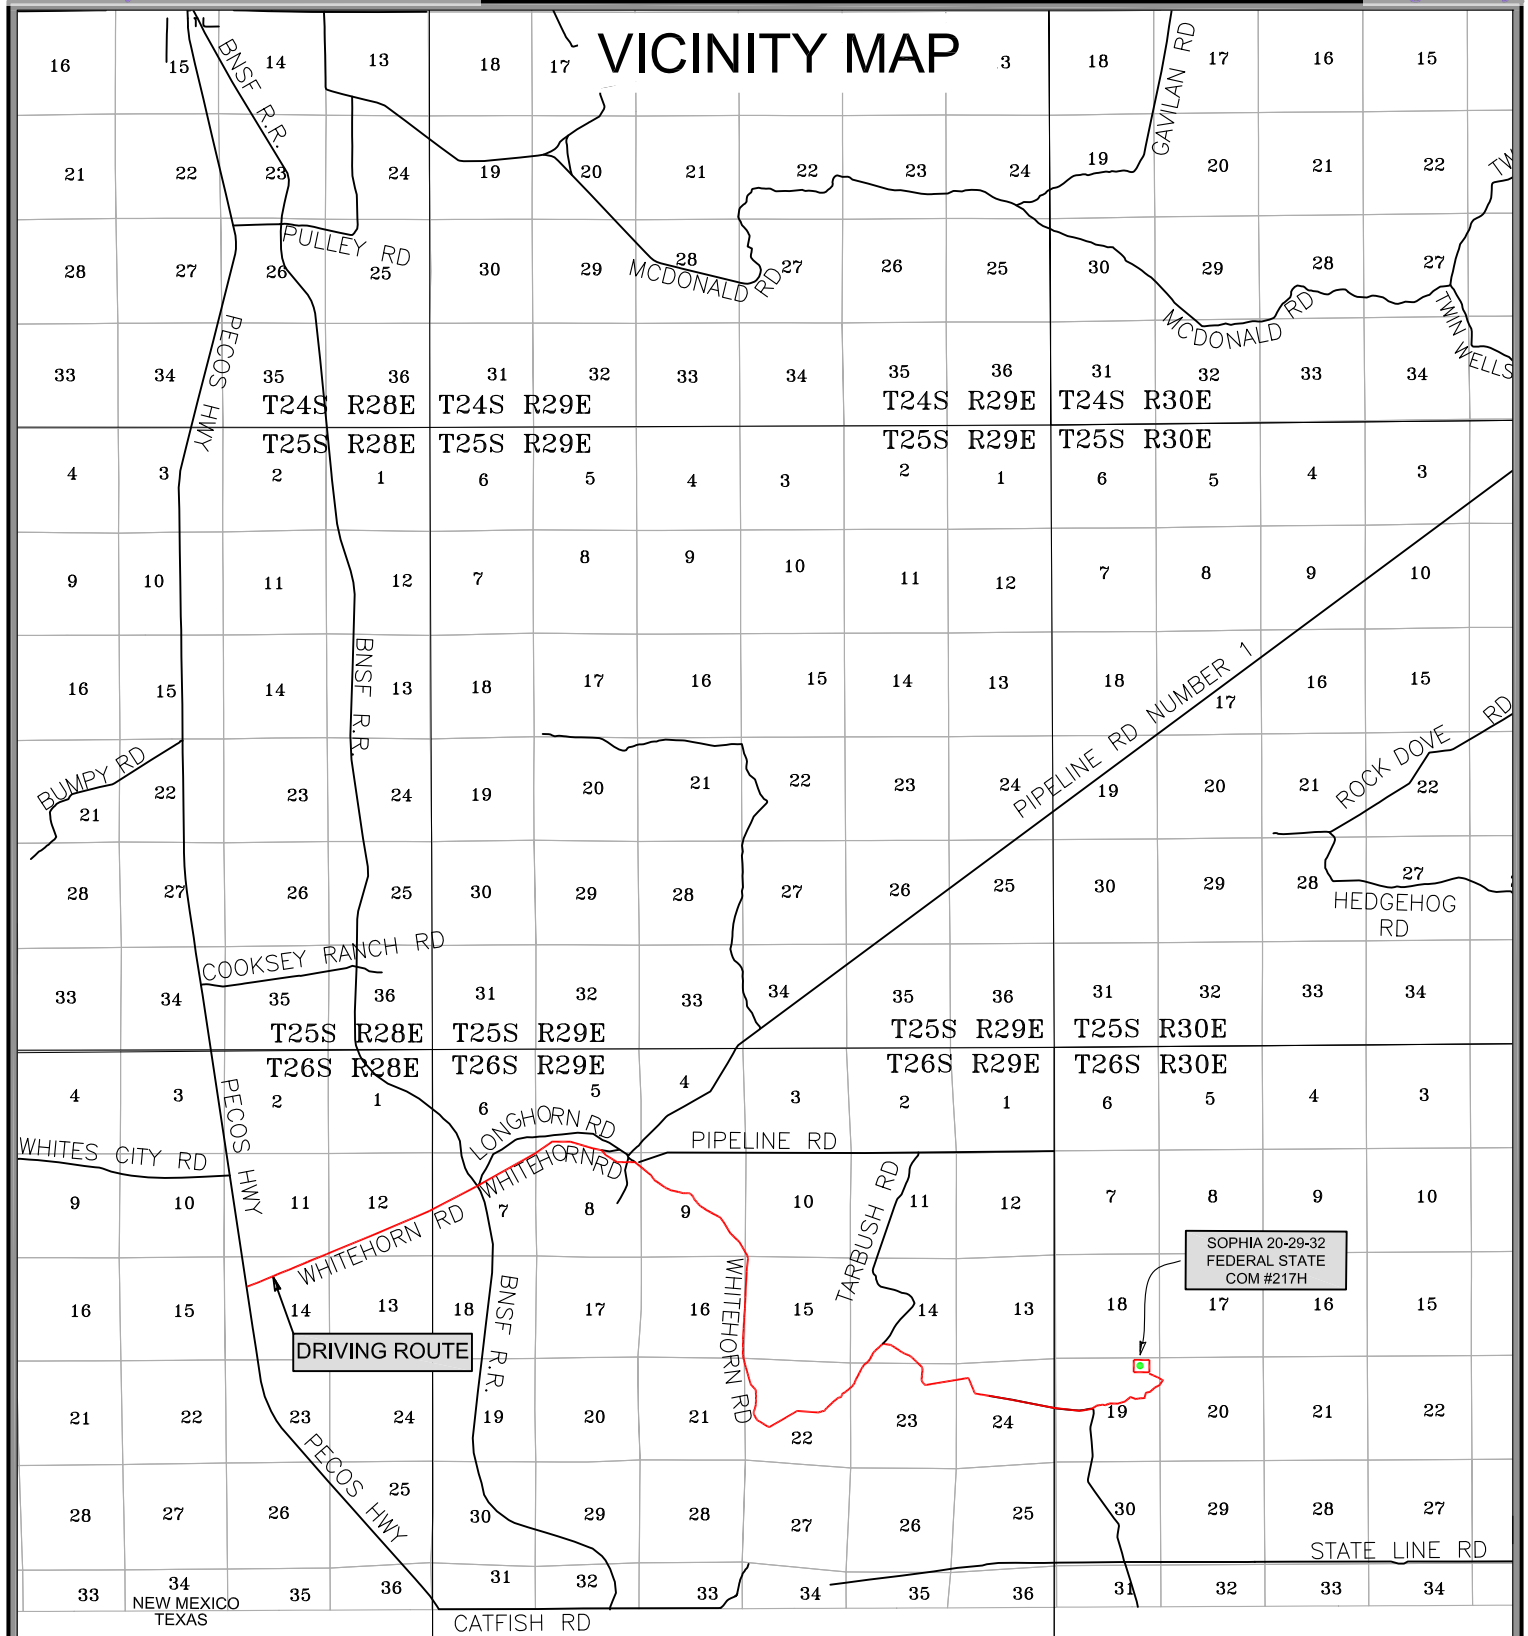 VICINITY MAP
16 15 14 13 18 17 3 18 17 16 15
BNSF R.R.
GAVILAN RD
21 22 23 24 19 20 21 22 23 24 19 20 21 22
PULLEY RD
28 27 26 25 30 29 28 27 26 25 30 29 28 27
MCDONALD RD
MCDONALD RD
TWIN WELLS
PECOS HWY
33 34 35 36 31 32 33 34 35 36 31 32 33 34
T24S R28E T24S R29E T24S R29E T24S R30E
T25S R28E T25S R29E T25S R29E T25S R30E
4 3 2 1 6 5 4 3 2 1 6 5 4 3
9 10 11 12 7 8 9 10 11 12 7 8 9 10
BNSF R.R.
PIPELINE RD NUMBER 1
16 15 14 13 18 17 16 15 14 13 18 17 16 15
BUMPY RD
ROCK DOVE RD
21 22 23 24 19 20 21 22 23 24 19 20 21 22
28 27 26 25 30 29 28 27 26 25 30 29 28 27
HEDGEHOG
RD
COOKSEY RANCH RD
33 34 35 36 31 32 33 34 35 36 31 32 33 34
T25S R28E T25S R29E T25S R29E T25S R30E
T26S R28E T26S R29E T26S R29E T26S R30E
4 3 2 1 6 5 4 3 2 1 6 5 4 3
PECOS HWY
LONGHORN RD
WHITES CITY RD
PIPELINE RD
WHITEHORN RD
9 10 11 12 7 8 9 10 11 12 7 8 9 10
WHITEHORN RD
TARBUSH RD
SOPHIA 20-29-32
FEDERAL STATE
COM #217H
WHITEHORN RD
BNSF R.R.
16 15 14 13 18 17 16 15 14 13 18 17 16 15
DRIVING ROUTE
21 22 23 24 19 20 21 22 23 24 19 20 21 22
PECOS HWY
28 27 26 25 30 29 28 27 26 25 30 29 28 27
STATE LINE RD
33 34 35 36 31 32 33 34 35 36 31 32 33 34
NEW MEXICO
TEXAS
CATFISH RD